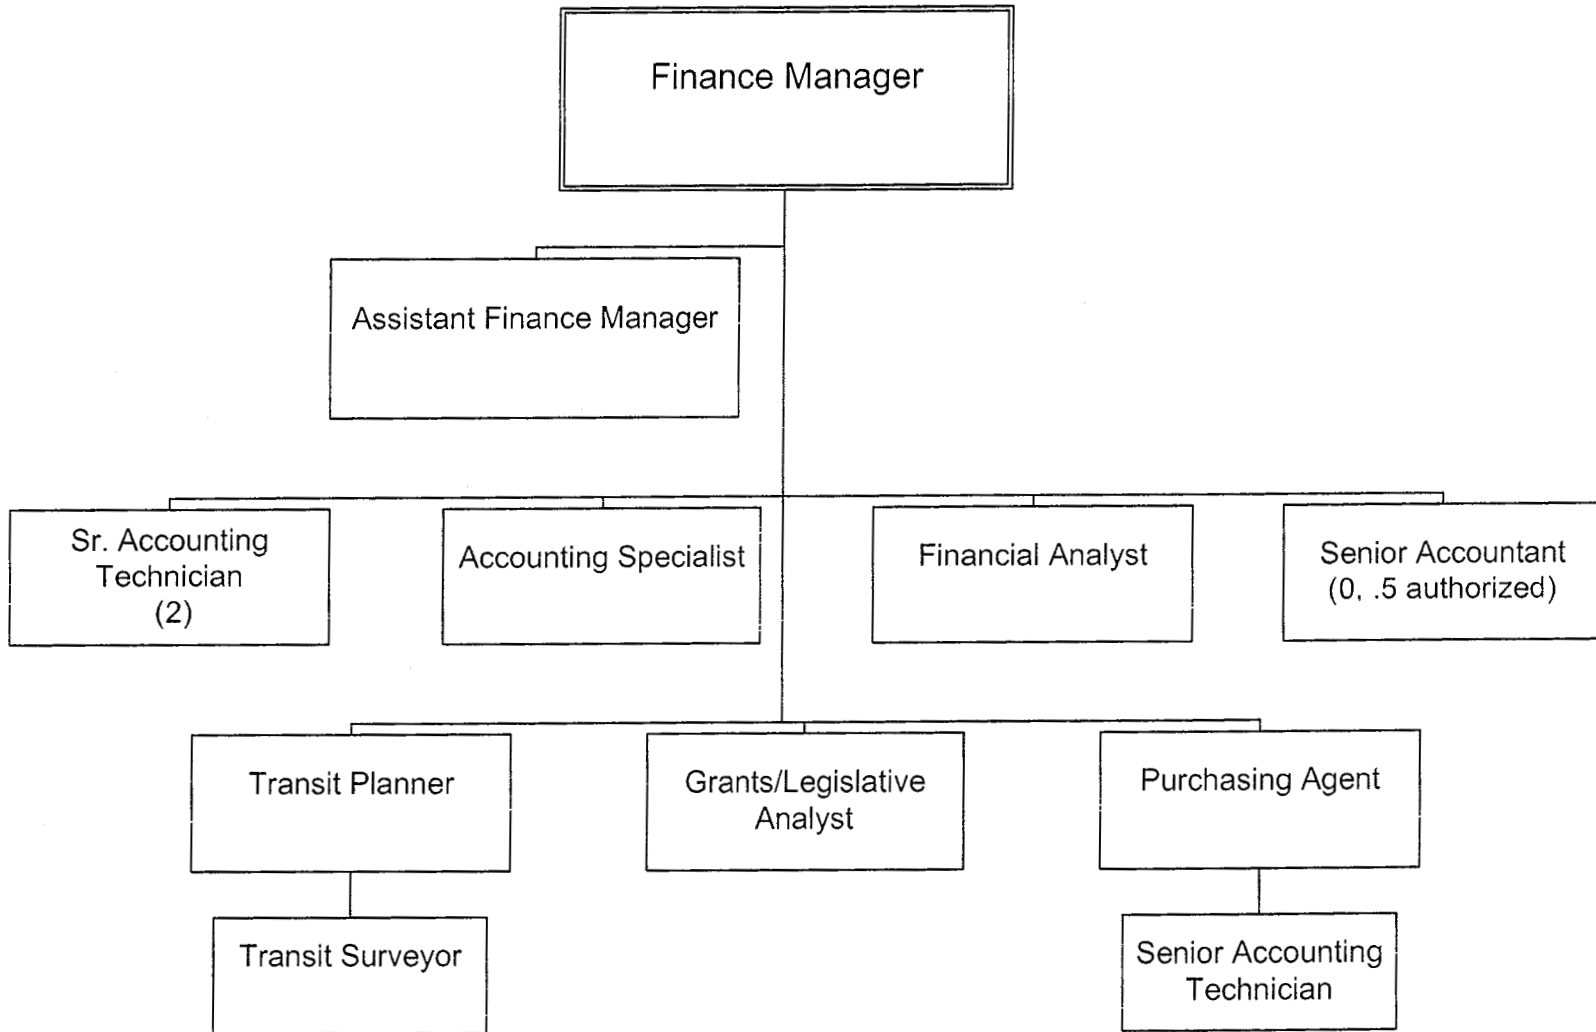 Finance Manager
Assistant Finance Manager
Sr. Accounting
Technician
(2)
Accounting Specialist
Financial Analyst
Senior Accountant
(0, .5 authorized)
Transit Planner
Grants/Legislative
Analyst
Purchasing Agent
Transit Surveyor
Senior Accounting
Technician